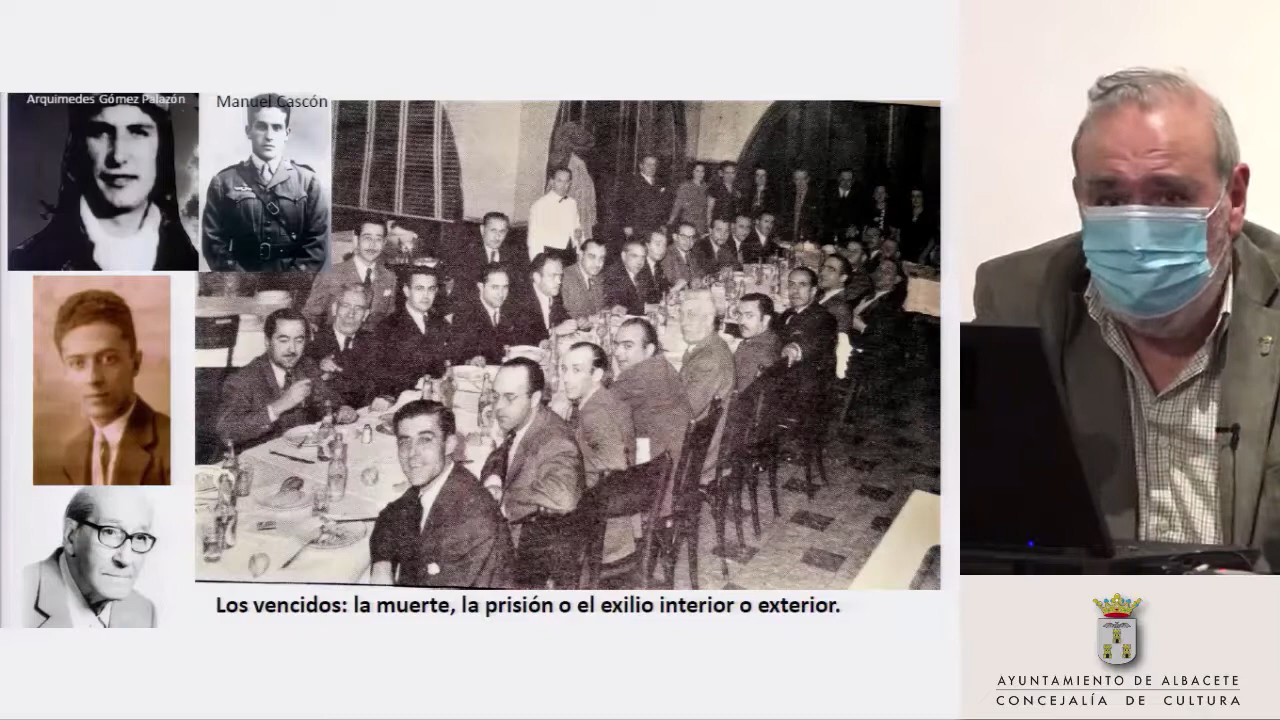 Arquimedes Gómez Palazón
Manuel Cascón
Los vencidos: la muerte, la prisión o el exilio interior o exterior.
AYUNTAMIENTO DE ALBACETE
CONCEJALÍA DE CULTURA